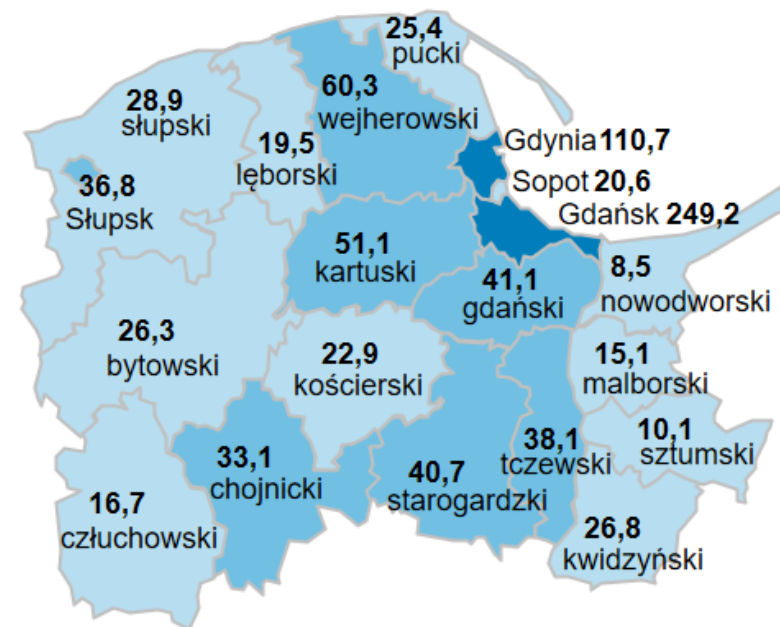 25,4
pucki
60,3
wejherowski
28,9
słupski
19,5
lęborski
Gdynia 110,7
Sopot 20,6
Gdańsk 249,2
36,8
Słupsk
51,1
kartuski
41,1
gdański
8,5
nowodworski
26,3
bytowski
22,9
kościerski
15,1
malborski
33,1
chojnicki
40,7
starogardzki
38,1
tczewski
10,1
sztumski
16,7
człuchowski
26,8
kwidzyński